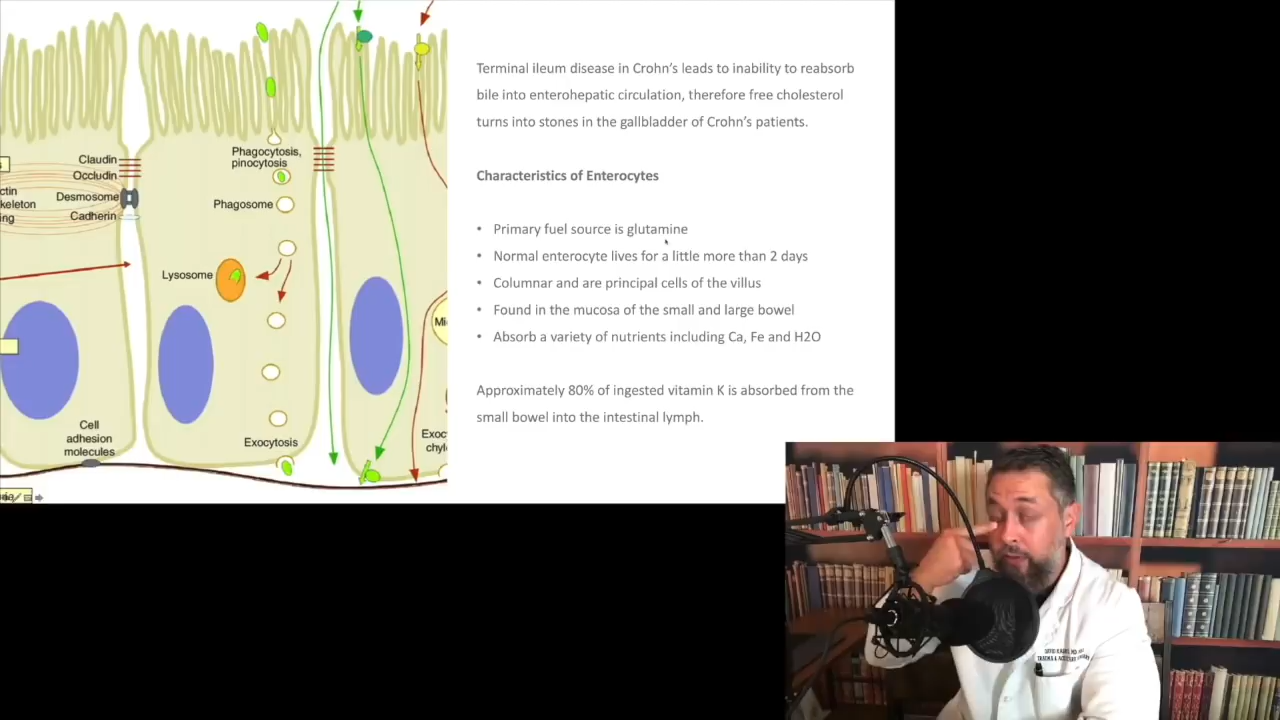 Terminal ileum disease in Crohn's leads to inability to reabsorb
bile into enterohepatic circulation, therefore free cholesterol
turns into stones in the gallbladder of Crohn's patients.
Characteristics of Enterocytes
• Primary fuel source is glutamine
• Normal enterocyte lives for a little more than 2 days
• Columnar and are principal cells of the villus
• Found in the mucosa of the small and large bowel
• Absorb a variety of nutrients including Ca, Fe and H2O
Approximately 80% of ingested vitamin K is absorbed from the
small bowel into the intestinal lymph.
Claudin
Occludin
Desmosome
Cadherin
Phagocytosis,
pinocytosis
Phagosome
Lysosome
Cell
adhesion
molecules
Exocytosis